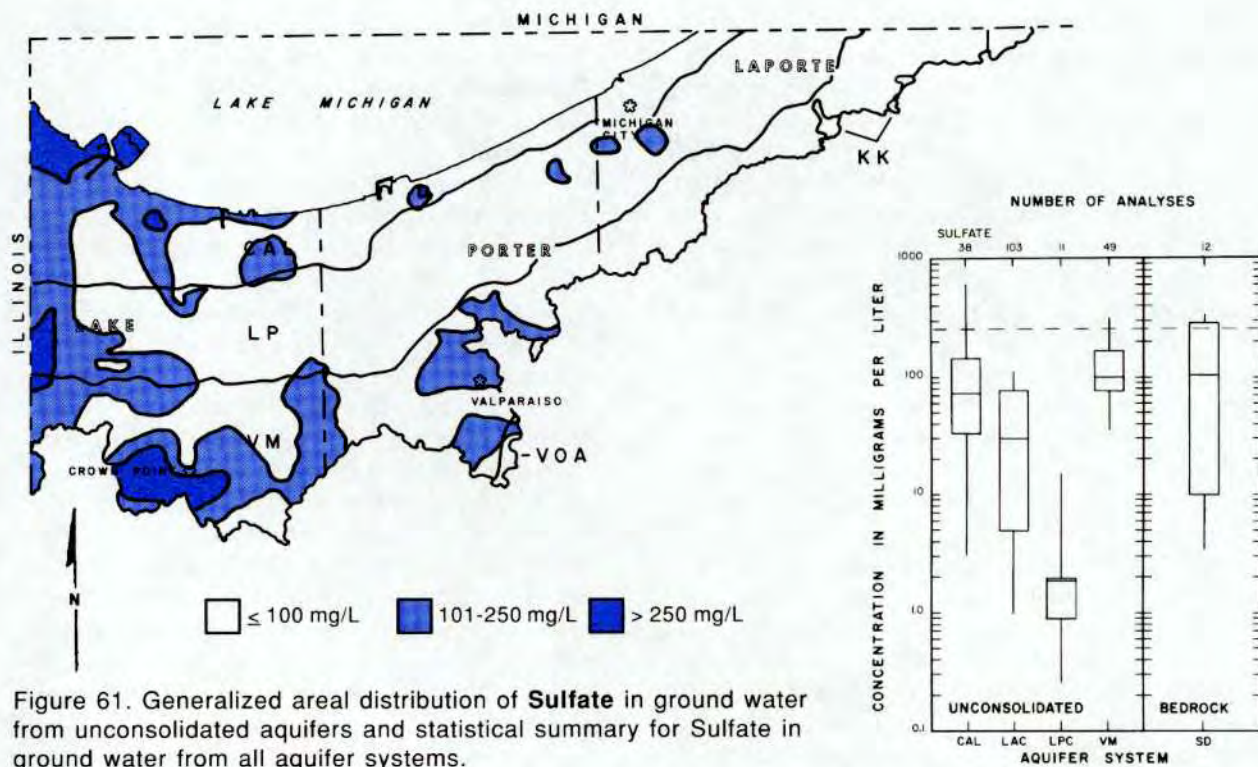 MICHIGAN
LAPORTE
LAKE MICHIGAN
MICHIGAN
CITY
KK
ILLINOIS
CAL
PORTER
LAKE
LP
VALPARAISO
VM
VOA
CROWN POINT
N
≤ 100 mg/L
101-250 mg/L
> 250 mg/L
Figure 61. Generalized areal distribution of Sulfate in ground water
from unconsolidated aquifers and statistical summary for Sulfate in
ground water from all aquifer systems.
NUMBER OF ANALYSES
SULFATE
38 103 11 49 12
CONCENTRATION IN MILLIGRAMS PER LITER
1000
100
10
1.0
0.1
UNCONSOLIDATED BEDROCK
CAL LAC LPC VM SD
AQUIFER SYSTEM